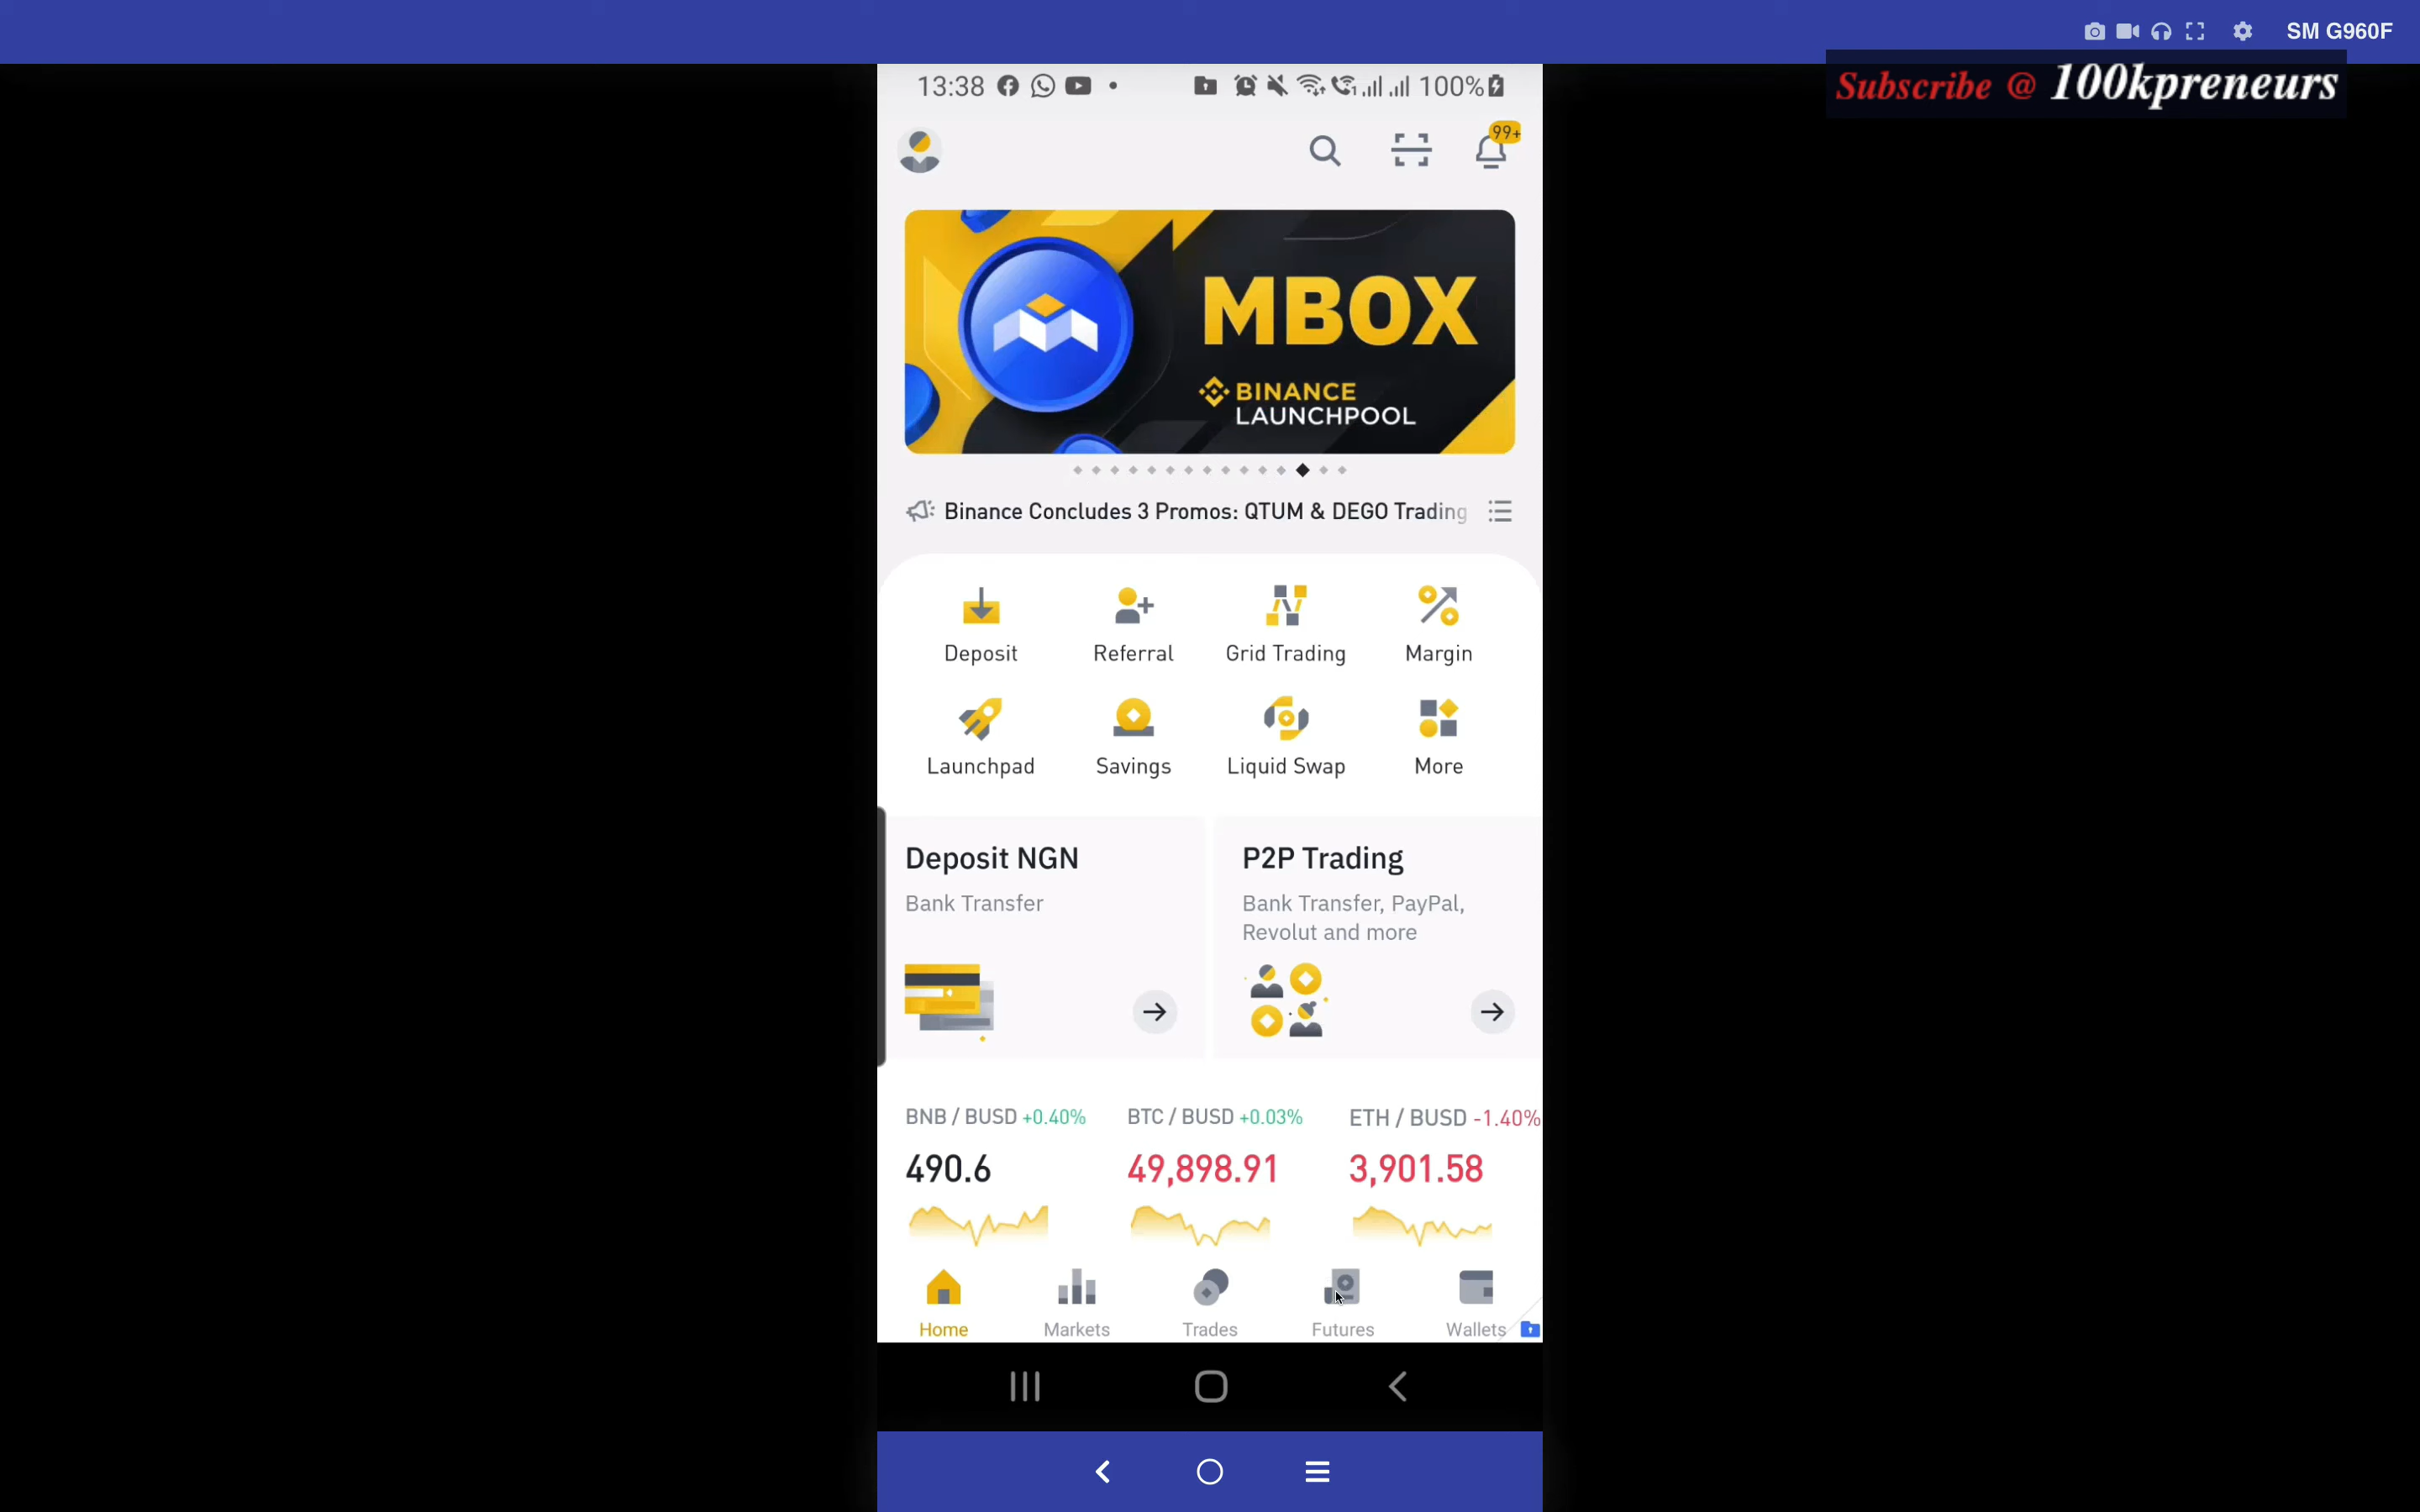 SM G960F
Subscribe @ 100kpreneurs
13:38
100%
99+
MBOX
BINANCE
LAUNCHPOOL
Binance Concludes 3 Promos: QTUM & DEGO Trading
Deposit
Referral
Grid Trading
Margin
Launchpad
Savings
Liquid Swap
More
Deposit NGN
Bank Transfer
P2P Trading
Bank Transfer, PayPal,
Revolut and more
BNB / BUSD +0.40%
490.6
BTC / BUSD +0.03%
49,898.91
ETH / BUSD -1.40%
3,901.58
Home
Markets
Trades
Futures
Wallets